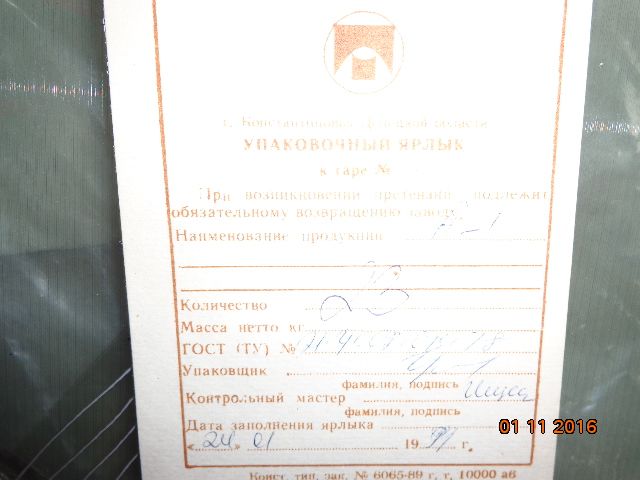 г. Константиновка Донецкой области
УПАКОВОЧНЫЙ ЯРЛЫК
к таре №
При возникновении претензии подлежит
обязательному возвращению заводу
Наименование продукции
Количество
Масса нетто кг
ГОСТ (ТУ) №
Упаковщик
фамилия, подпись
Контрольный мастер
фамилия, подпись
Дата заполнения ярлыка
«24» 01 1991 г.
Конст. тип. зак. № 6065-89 г. т. 10000 аб
01 11 2016